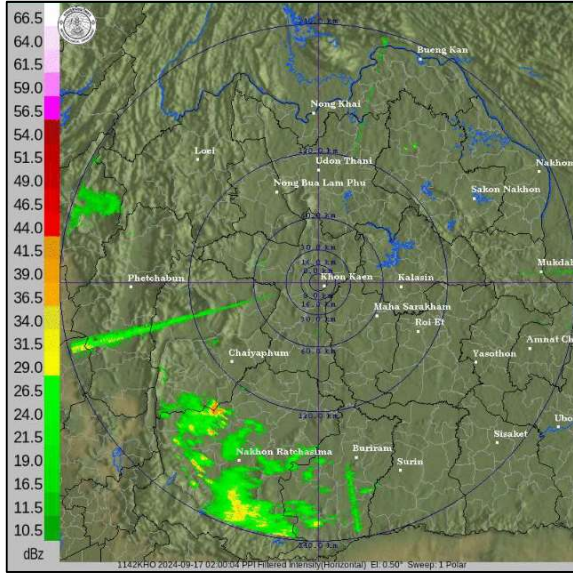 66.5
64.0
61.5
59.0
56.5
54.0
51.5
49.0
46.5
44.0
41.5
39.0
36.5
34.0
31.5
29.0
26.5
24.0
21.5
19.0
16.5
14.0
11.5
10.5
dBz
Bueng Kan
Nong Khai
Loei
Udon Thani
Nakhon
Nong Bua Lam Phu
Sakon Nakhon
Mukdah
Phetchabun
Khon Kaen
Kalasin
Maha Sarakham
Roi Et
Chaiyaphum
Yasothon
Amnat Ch
Ubo
Sisaket
Nakhon Ratchasima
Buriram
Surin
1142KHO 2024-09-17 02:00:04 PPI Filtered Intensity(Horizontal) El: 0.50° Sweep: 1 Polar